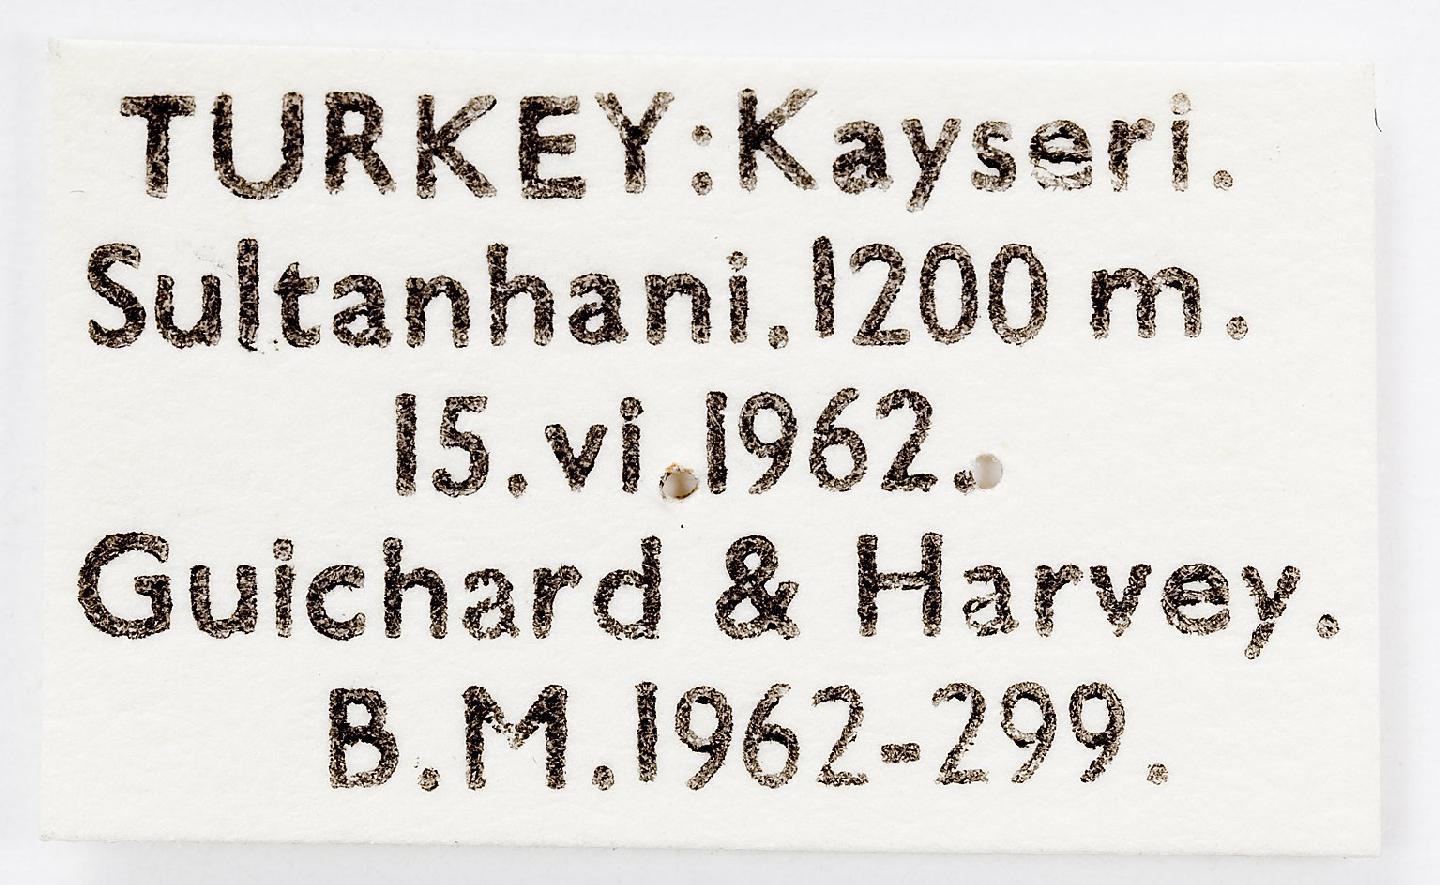 TURKEY:Kayseri.
Sultanhani.1200 m.
15.vi.1962.
Guichard & Harvey.
B.M.1962-299.